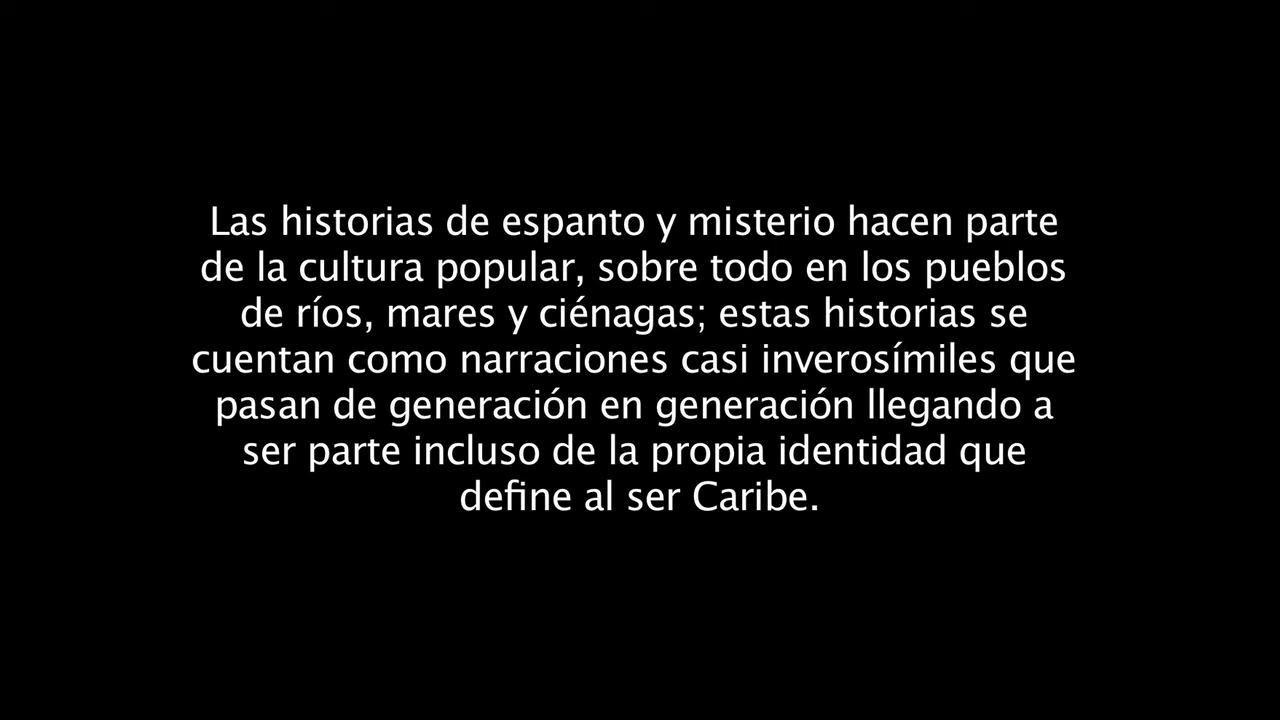 Las historias de espanto y misterio hacen parte
de la cultura popular, sobre todo en los pueblos
de ríos, mares y ciénagas; estas historias se
cuentan como narraciones casi inverosímiles que
pasan de generación en generación llegando a
ser parte incluso de la propia identidad que
define al ser Caribe.